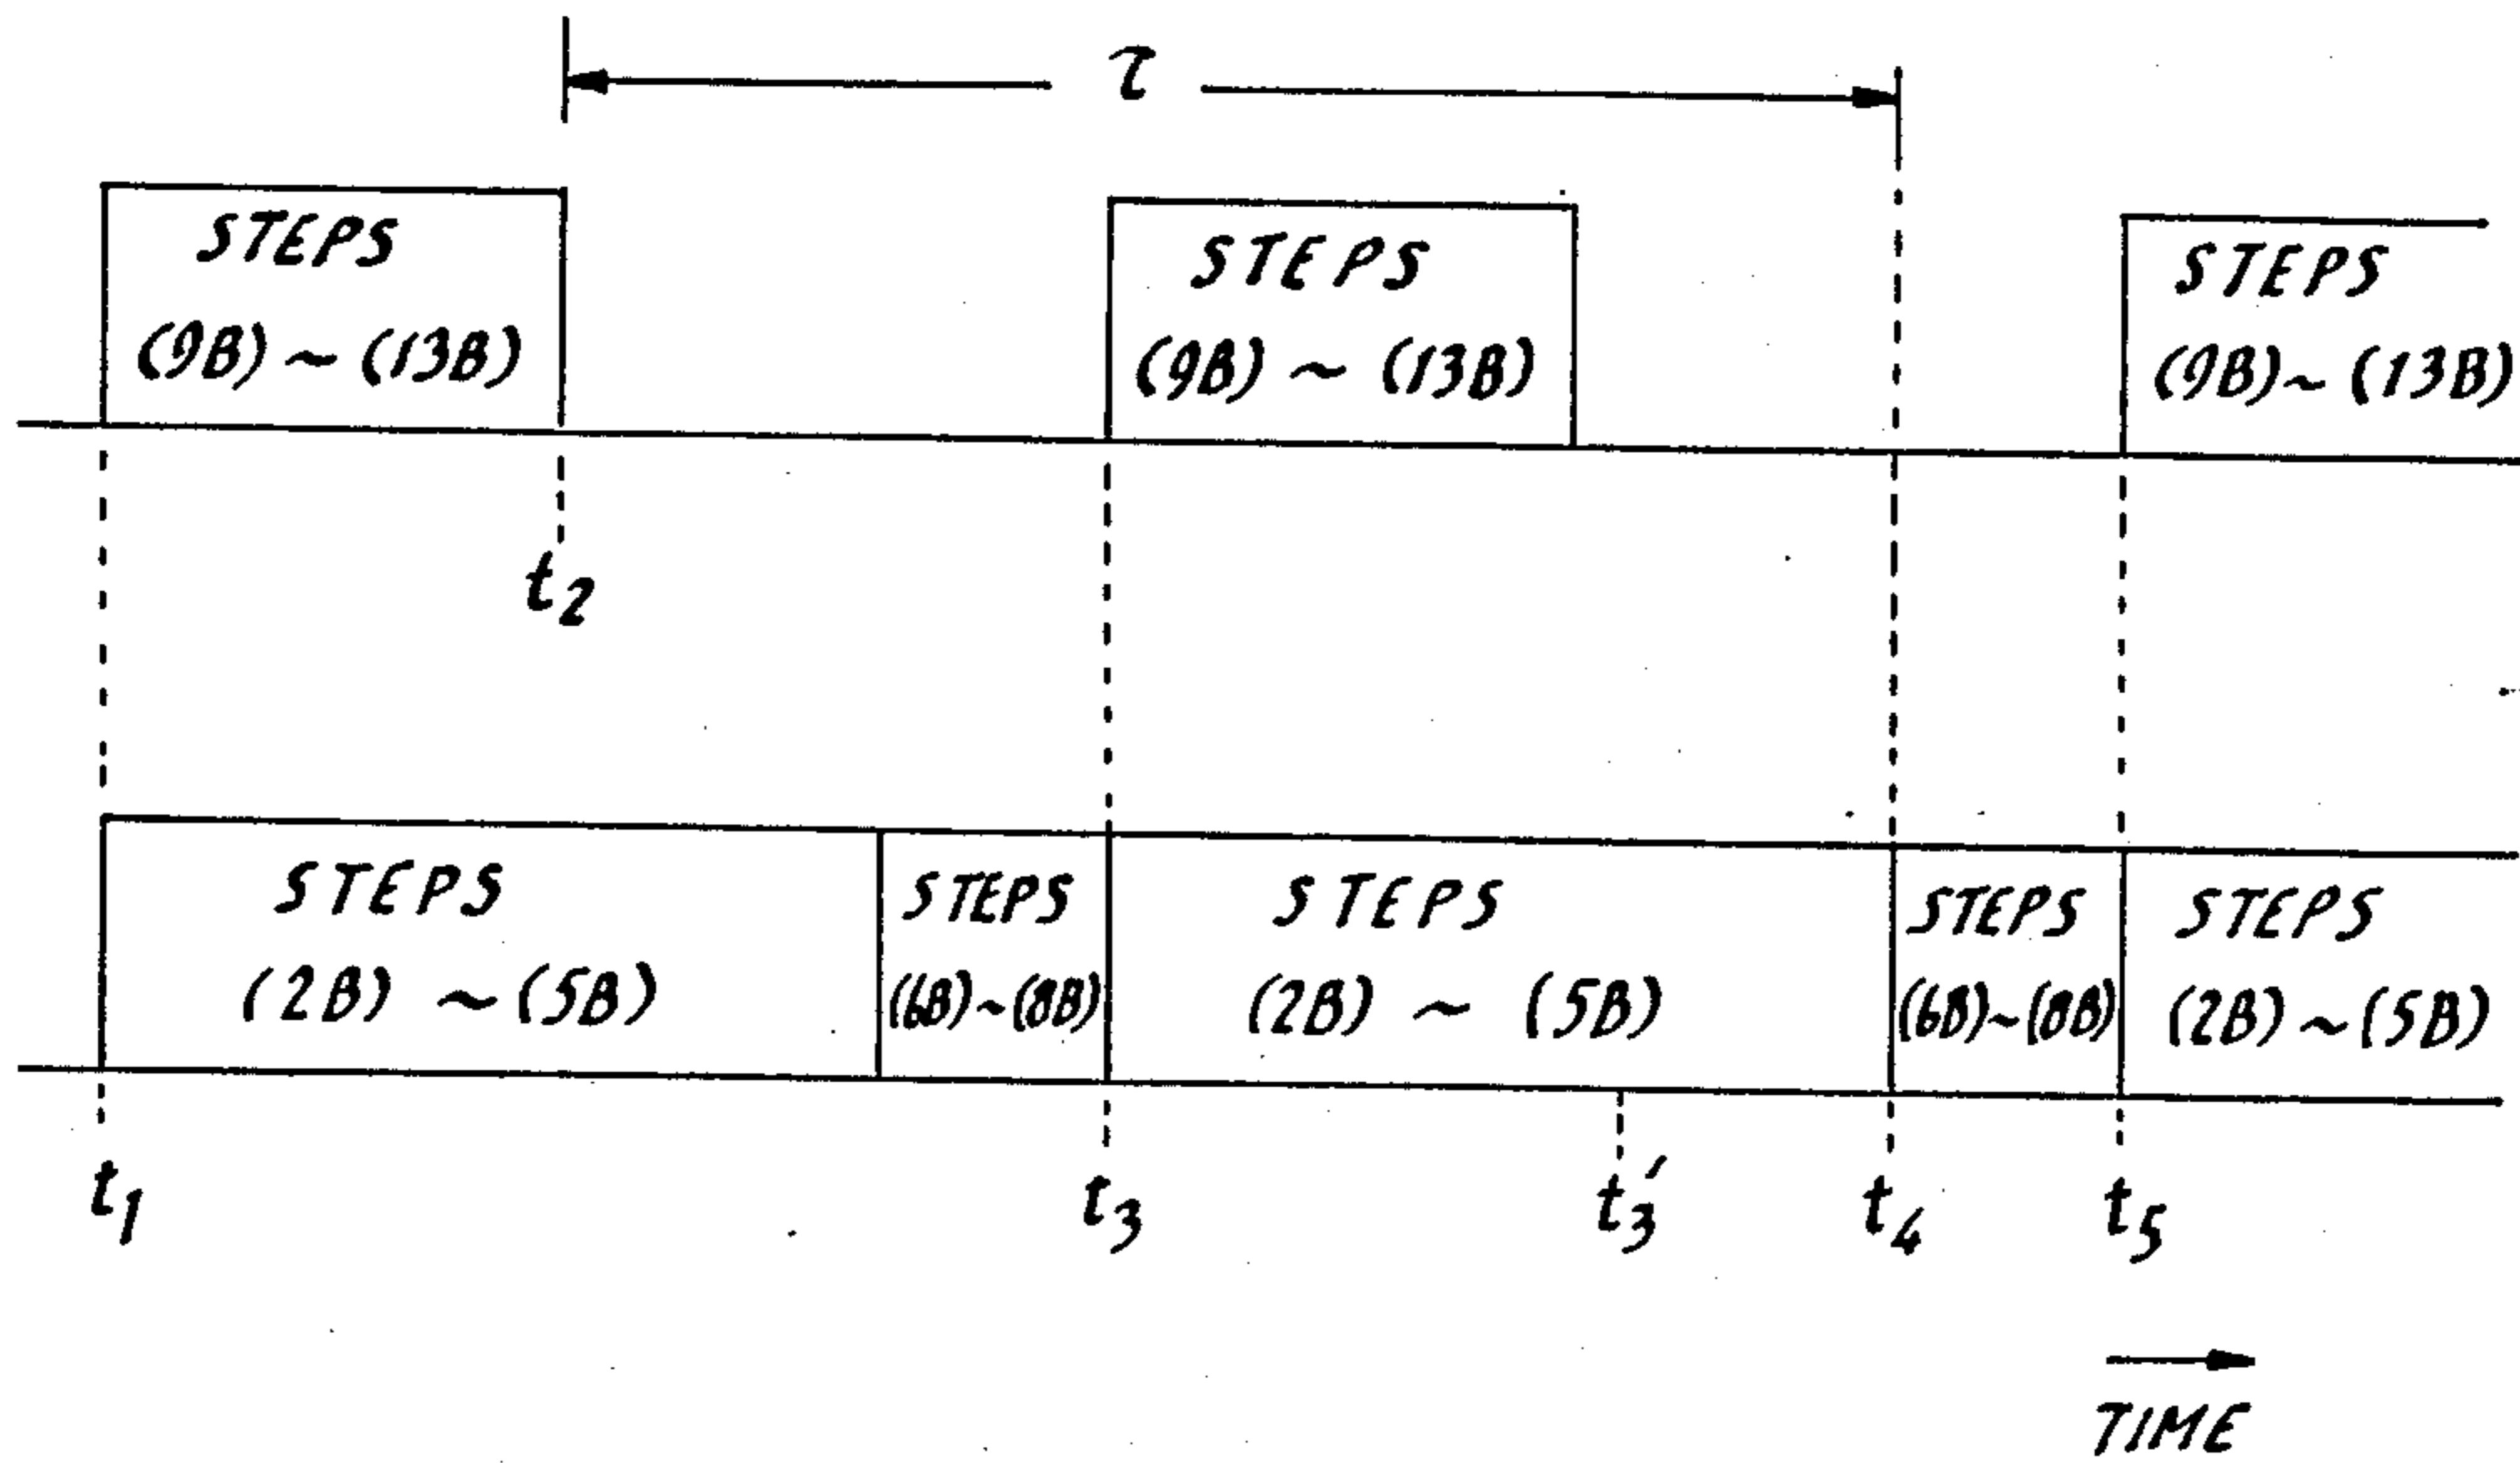 τ
STEPS
(9B) ~ (13B)
STEPS
(9B) ~ (13B)
STEPS
(9B) ~ (13B)
t2
STEPS
(2B) ~ (5B)
STEPS
(6B) ~ (8B)
STEPS
(2B) ~ (5B)
STEPS
(6B) ~ (8B)
STEPS
(2B) ~ (5B)
t1
t3
t3'
t4
t5
TIME